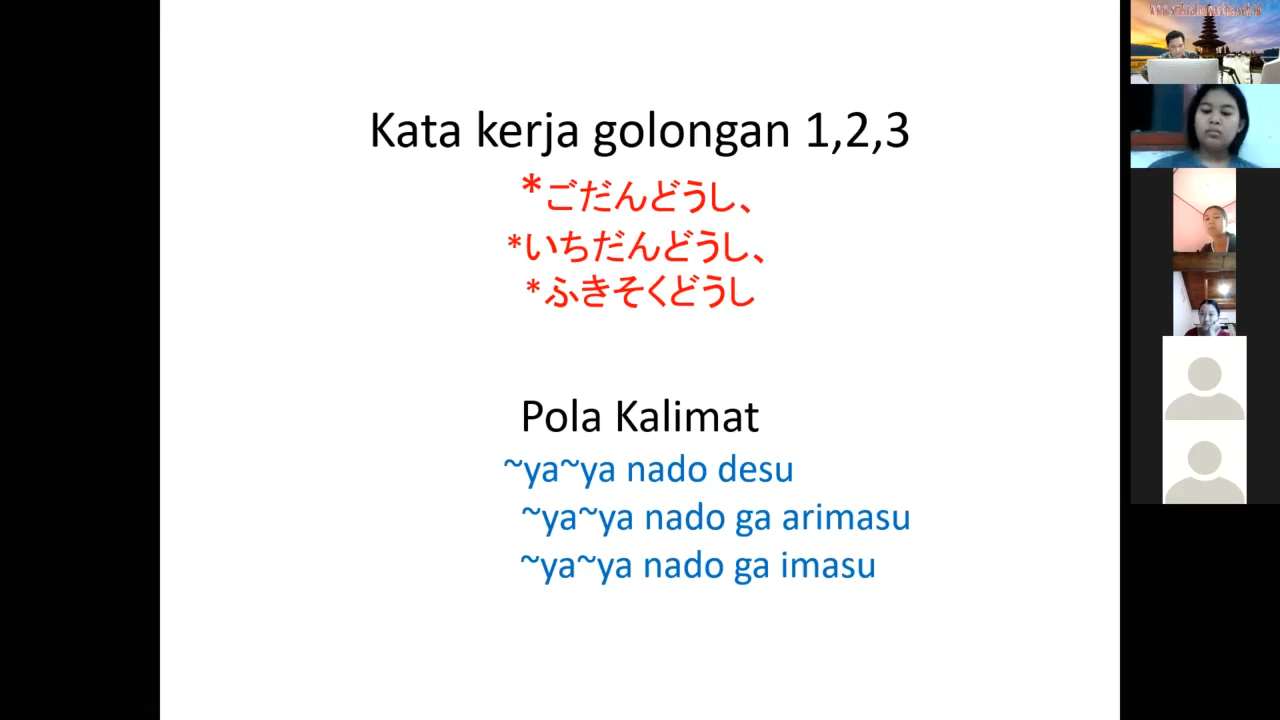 Kata kerja golongan 1,2,3
*ごだんどうし、
*いちだんどうし、
*ふきそくどうし
Pola Kalimat
~ya~ya nado desu
~ya~ya nado ga arimasu
~ya~ya nado ga imasu